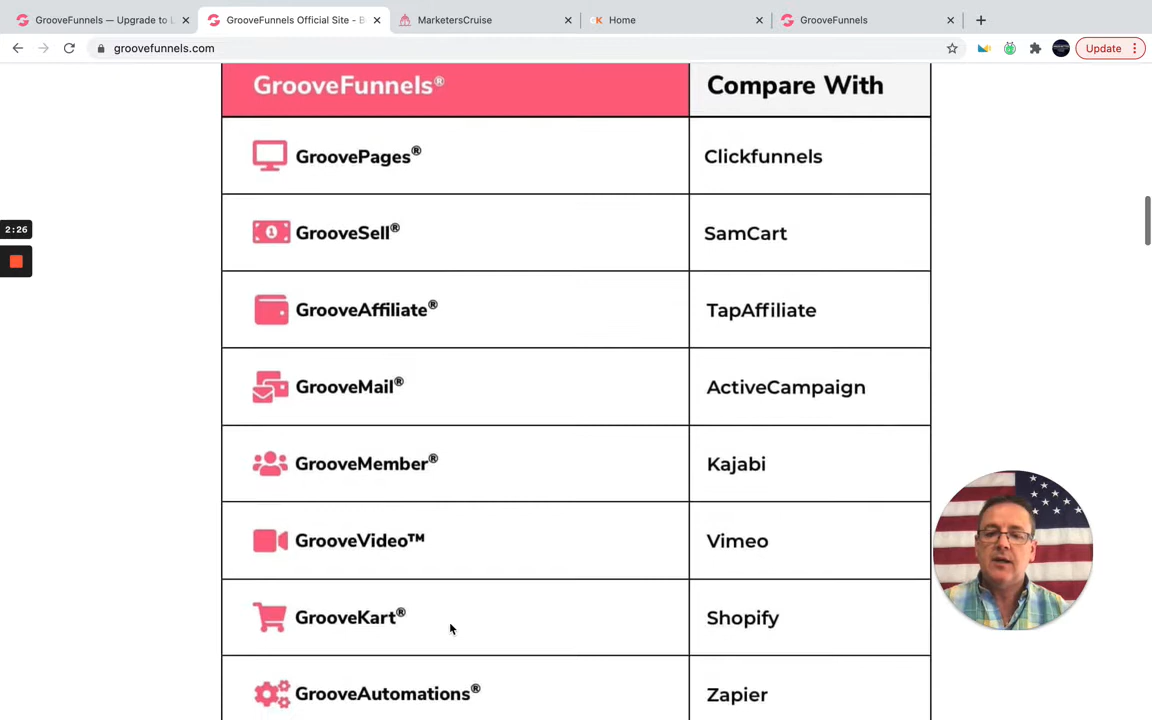 GrooveFunnels — Upgrade to L
GrooveFunnels Official Site - B
MarketersCruise
Home
GrooveFunnels
groovefunnels.com
Update
GrooveFunnels®
Compare With
GroovePages®
Clickfunnels
2:26
GrooveSell®
SamCart
GrooveAffiliate®
TapAffiliate
GrooveMail®
ActiveCampaign
GrooveMember®
Kajabi
GrooveVideo™
Vimeo
GrooveKart®
Shopify
GrooveAutomations®
Zapier